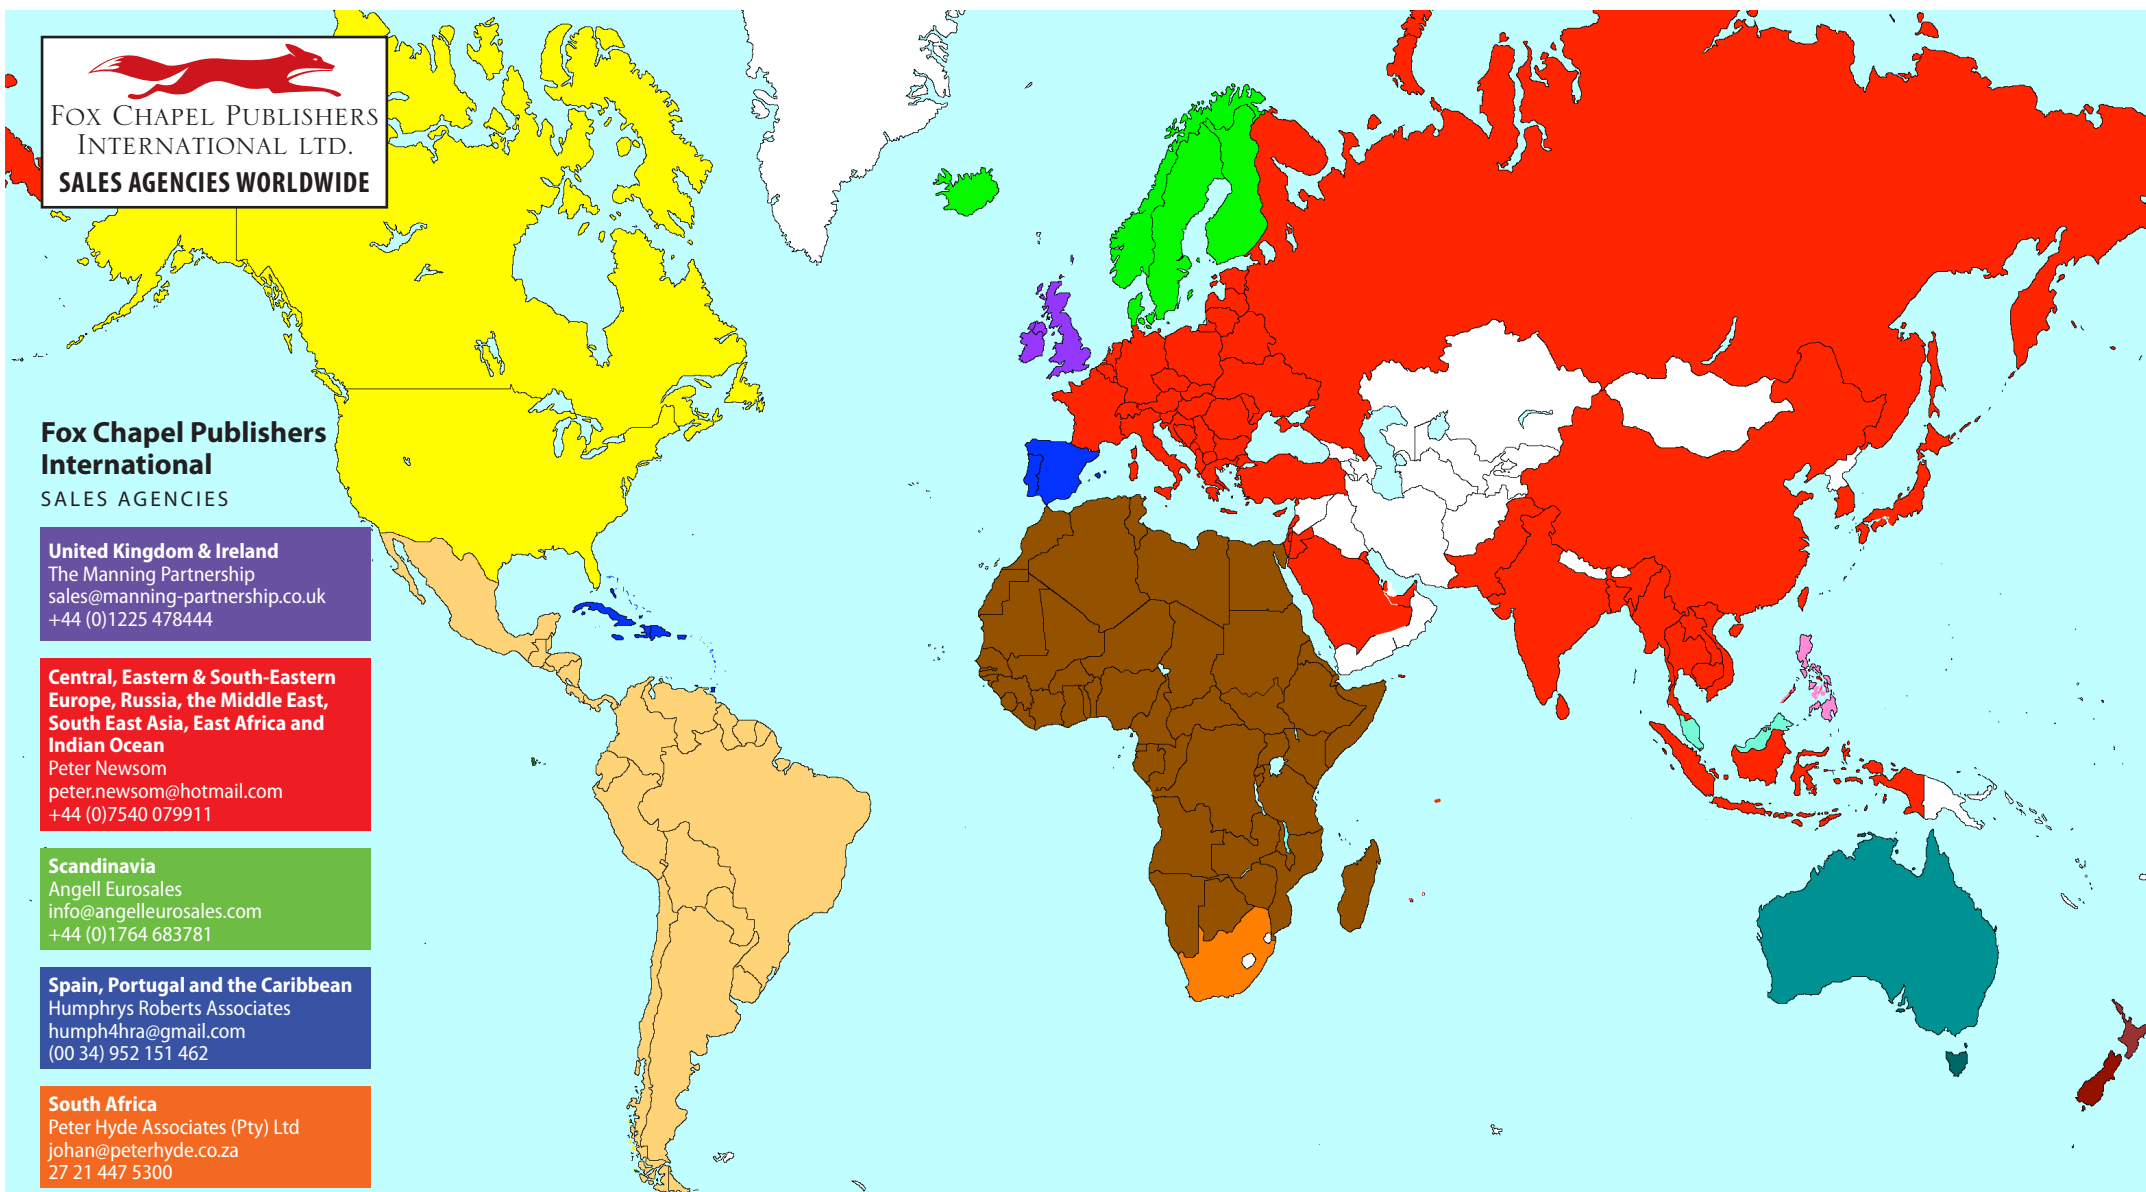 FOX CHAPEL PUBLISHERS
INTERNATIONAL LTD.
SALES AGENCIES WORLDWIDE
Fox Chapel Publishers
International
SALES AGENCIES
United Kingdom & Ireland
The Manning Partnership
sales@manning-partnership.co.uk
+44 (0)1225 478444
Central, Eastern & South-Eastern
Europe, Russia, the Middle East,
South East Asia, East Africa and
Indian Ocean
Peter Newsom
peter.newsom@hotmail.com
+44 (0)7540 079911
Scandinavia
Angell Eurosales
info@angelleurosales.com
+44 (0)1764 683781
Spain, Portugal and the Caribbean
Humphrys Roberts Associates
humph4hra@gmail.com
(00 34) 952 151 462
South Africa
Peter Hyde Associates (Pty) Ltd
johan@peterhyde.co.za
27 21 447 5300